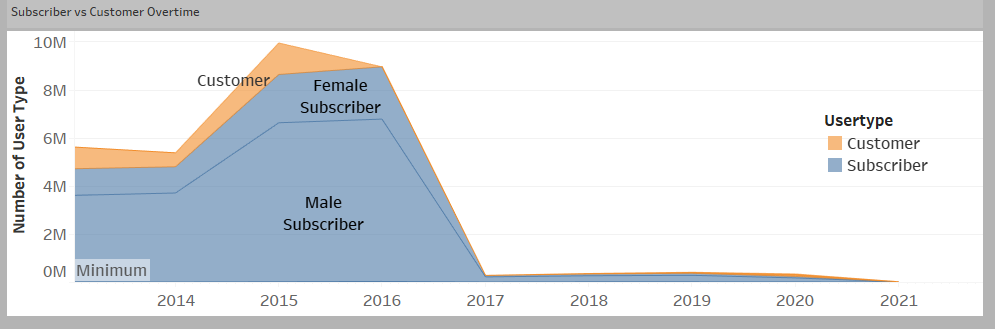 Subscriber vs Customer Overtime
10M
8M
6M
4M
2M
0M
Number of User Type
Customer
Female
Subscriber
Male
Subscriber
Minimum
Usertype
Customer
Subscriber
2014 2015 2016 2017 2018 2019 2020 2021